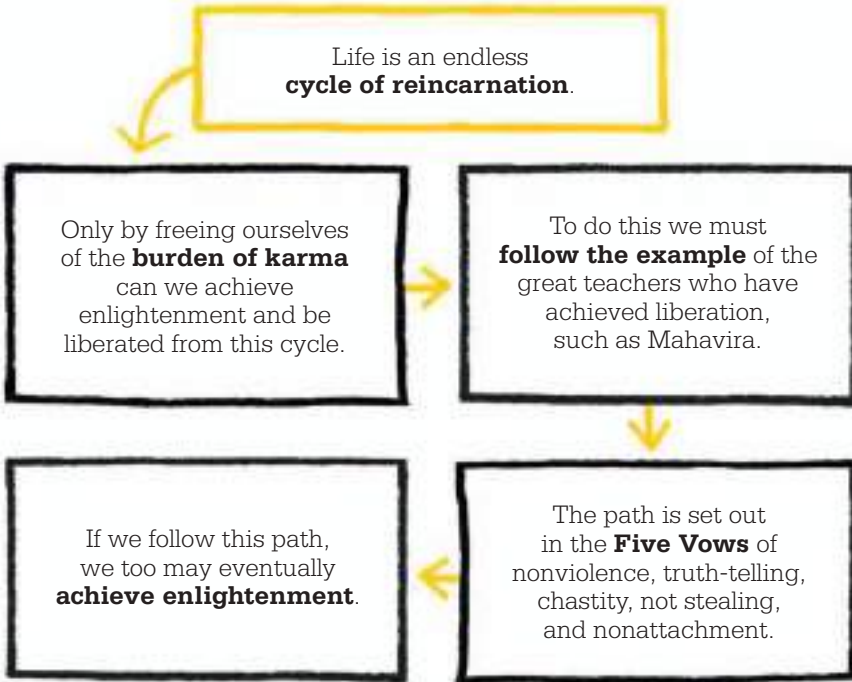 Life is an endless
cycle of reincarnation.
Only by freeing ourselves
of the burden of karma
can we achieve
enlightenment and be
liberated from this cycle.
To do this we must
follow the example of the
great teachers who have
achieved liberation,
such as Mahavira.
The path is set out
in the Five Vows of
nonviolence, truth-telling,
chastity, not stealing,
and nonattachment.
If we follow this path,
we too may eventually
achieve enlightenment.